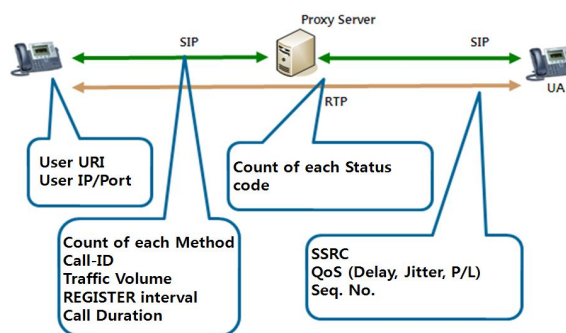 Proxy Server
SIP
SIP
UA
RTP
User URI
User IP/Port
Count of each Status
code
Count of each Method
Call-ID
Traffic Volume
REGISTER interval
Call Duration
SSRC
QoS (Delay, Jitter, P/L)
Seq. No.